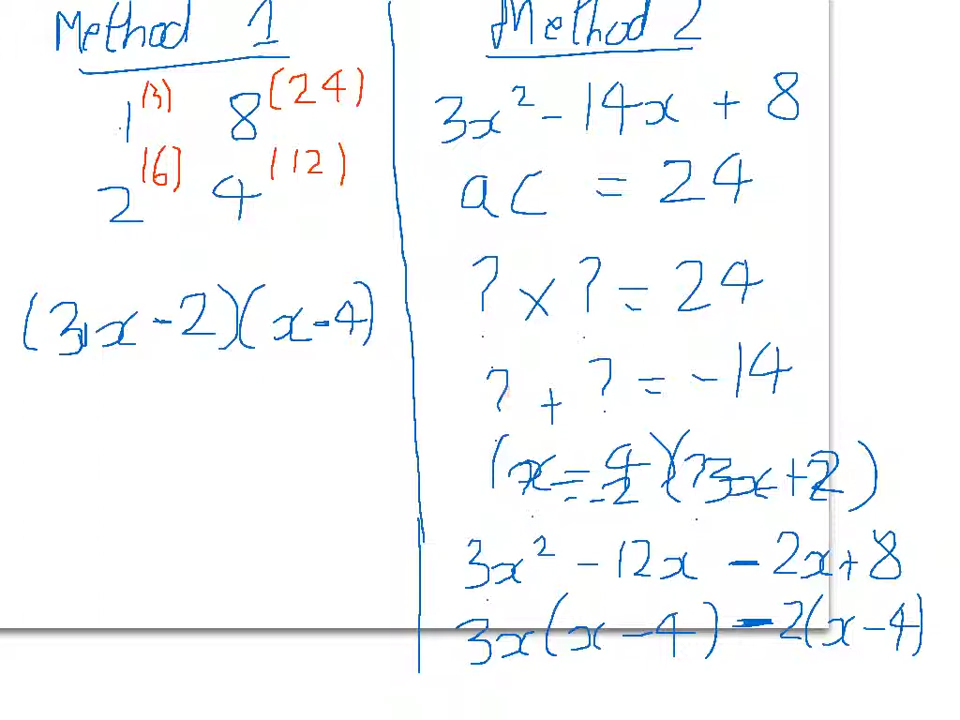 Method 1
1 (3) 8 (24)
2 (6) 4 (12)
(3x - 2)(x - 4)
Method 2
3x² - 14x + 8
ac = 24
? x ? = 24
? + ? = -14
3x² - 12x - 2x + 8
3x(x - 4) - 2(x - 4)